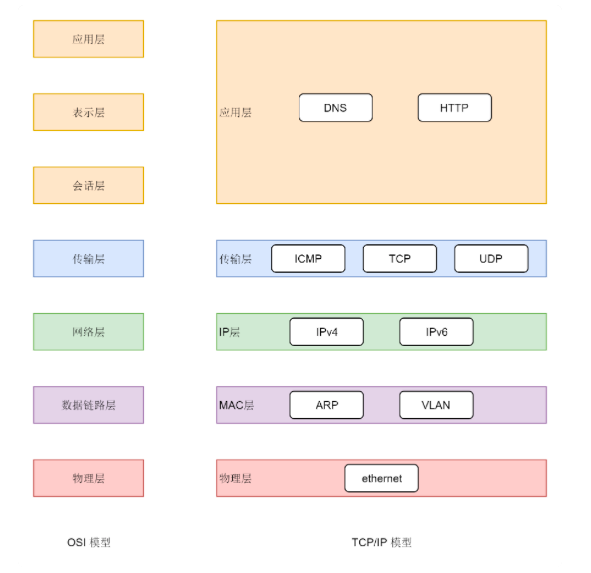 应用层
表示层
会话层
传输层
网络层
数据链路层
物理层
OSI 模型
应用层
DNS
HTTP
传输层
ICMP
TCP
UDP
IP层
IPv4
IPv6
MAC层
ARP
VLAN
物理层
ethernet
TCP/IP 模型